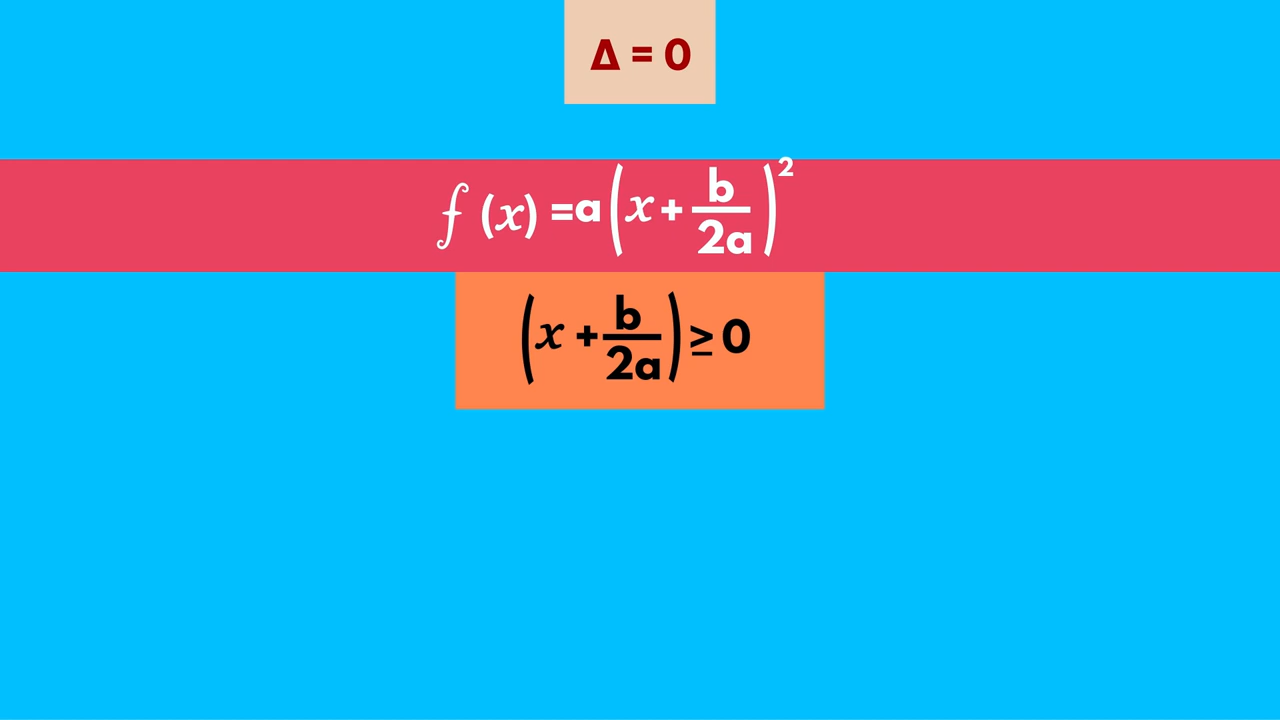 Δ = 0
f (x) =a(x+b/2a)²
(x +b/2a)≥0